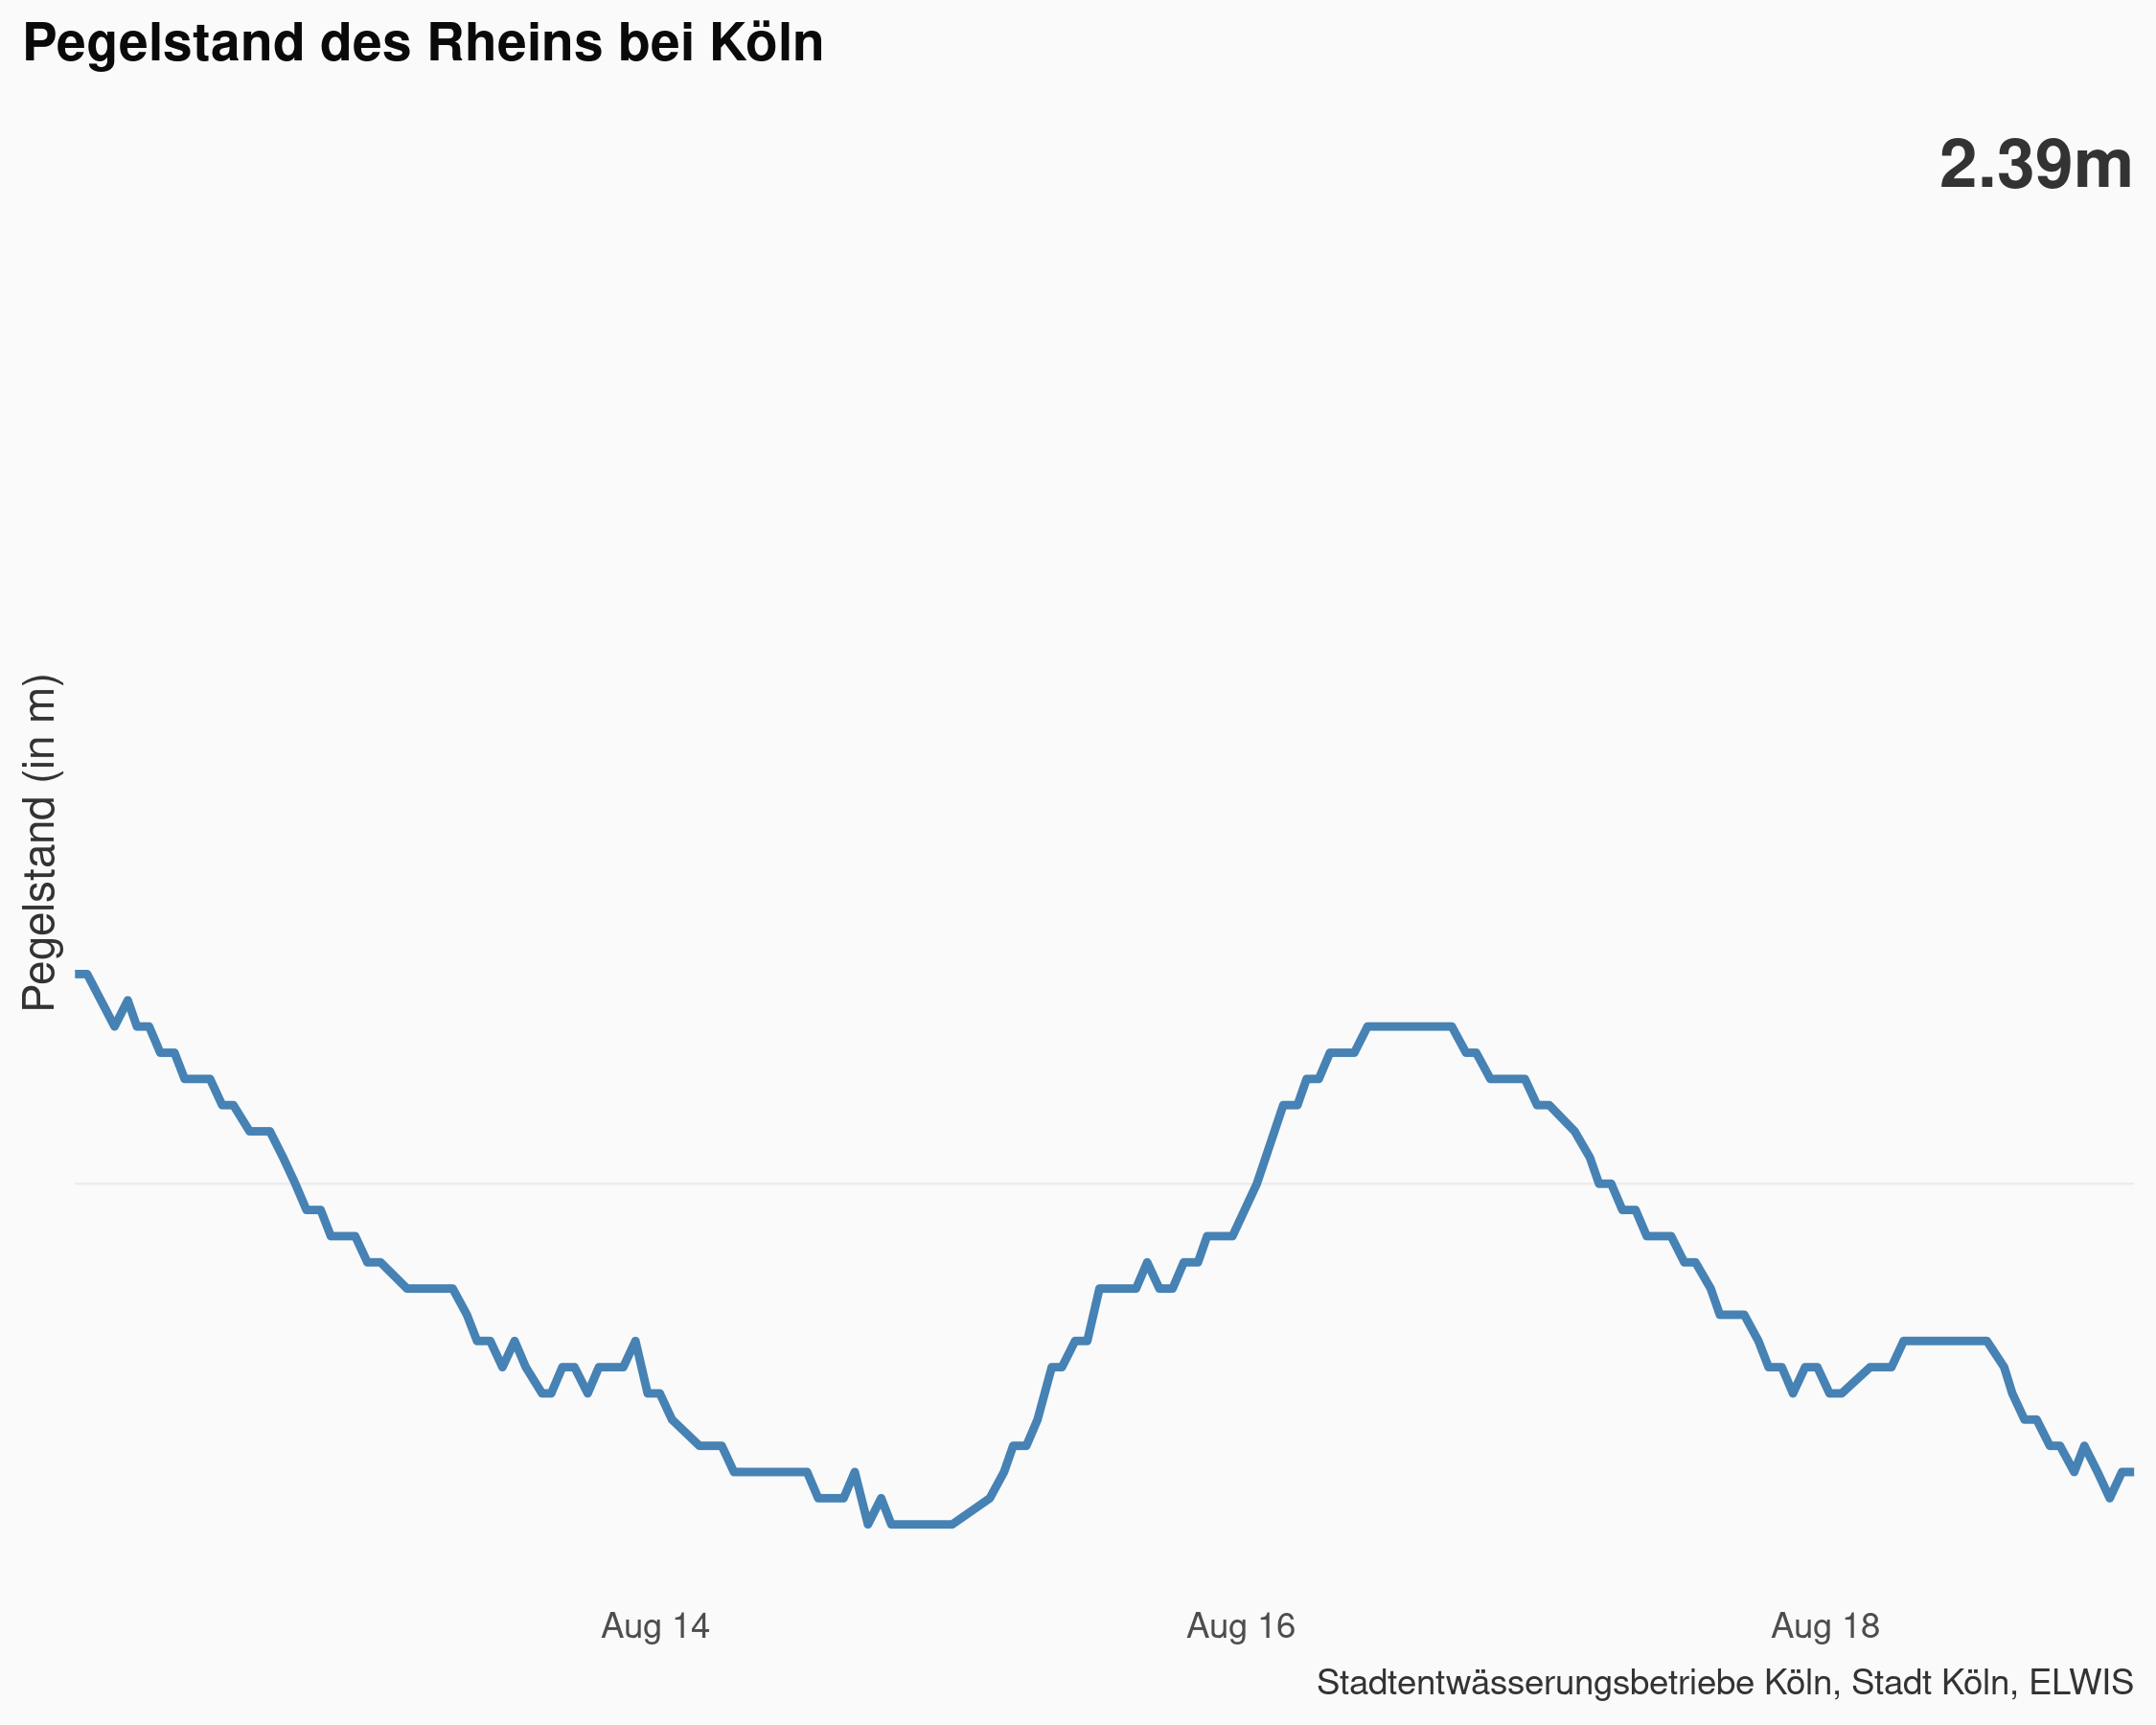 Pegelstand des Rheins bei Köln
2.39m
Pegelstand (in m)
Aug 14
Aug 16
Aug 18
Stadtentwässerungsbetriebe Köln, Stadt Köln, ELWIS